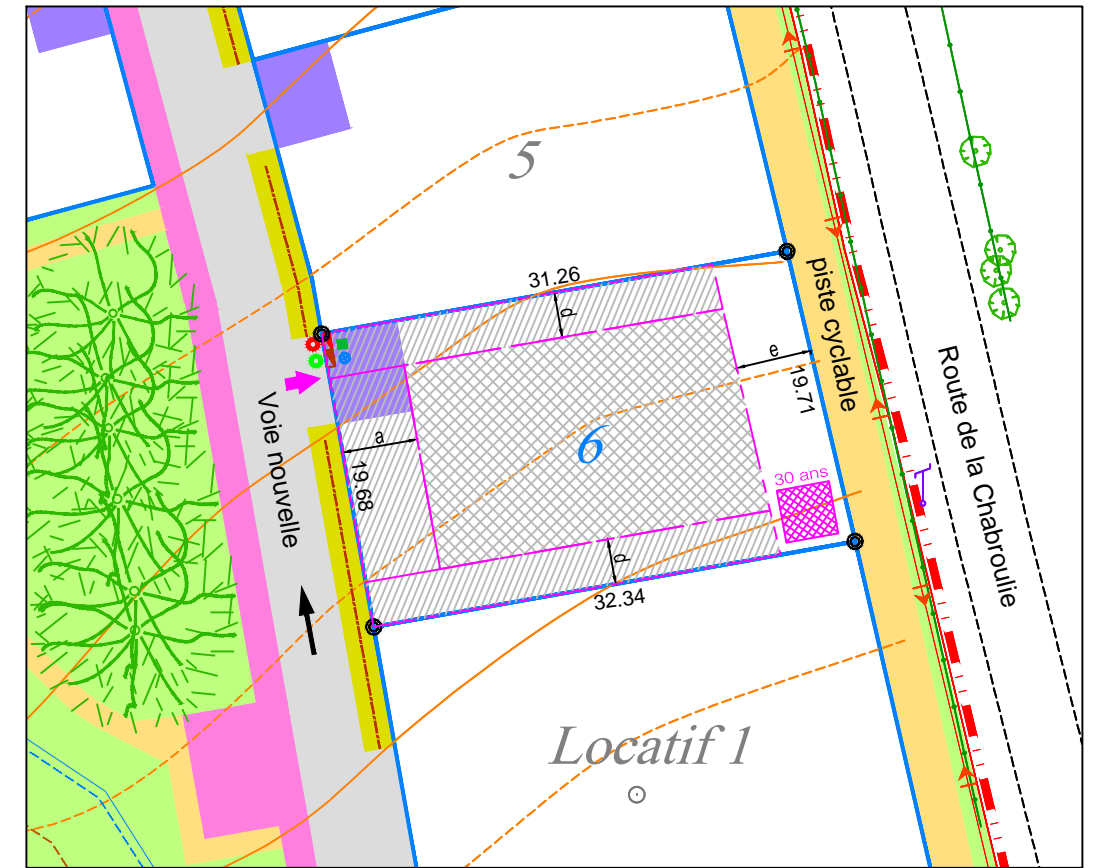 5
31.26
d
piste cyclable
e
19.71
Route de la Chabroulie
Voie nouvelle
a
19.68
6
30 ans
d
32.34
Locatif 1